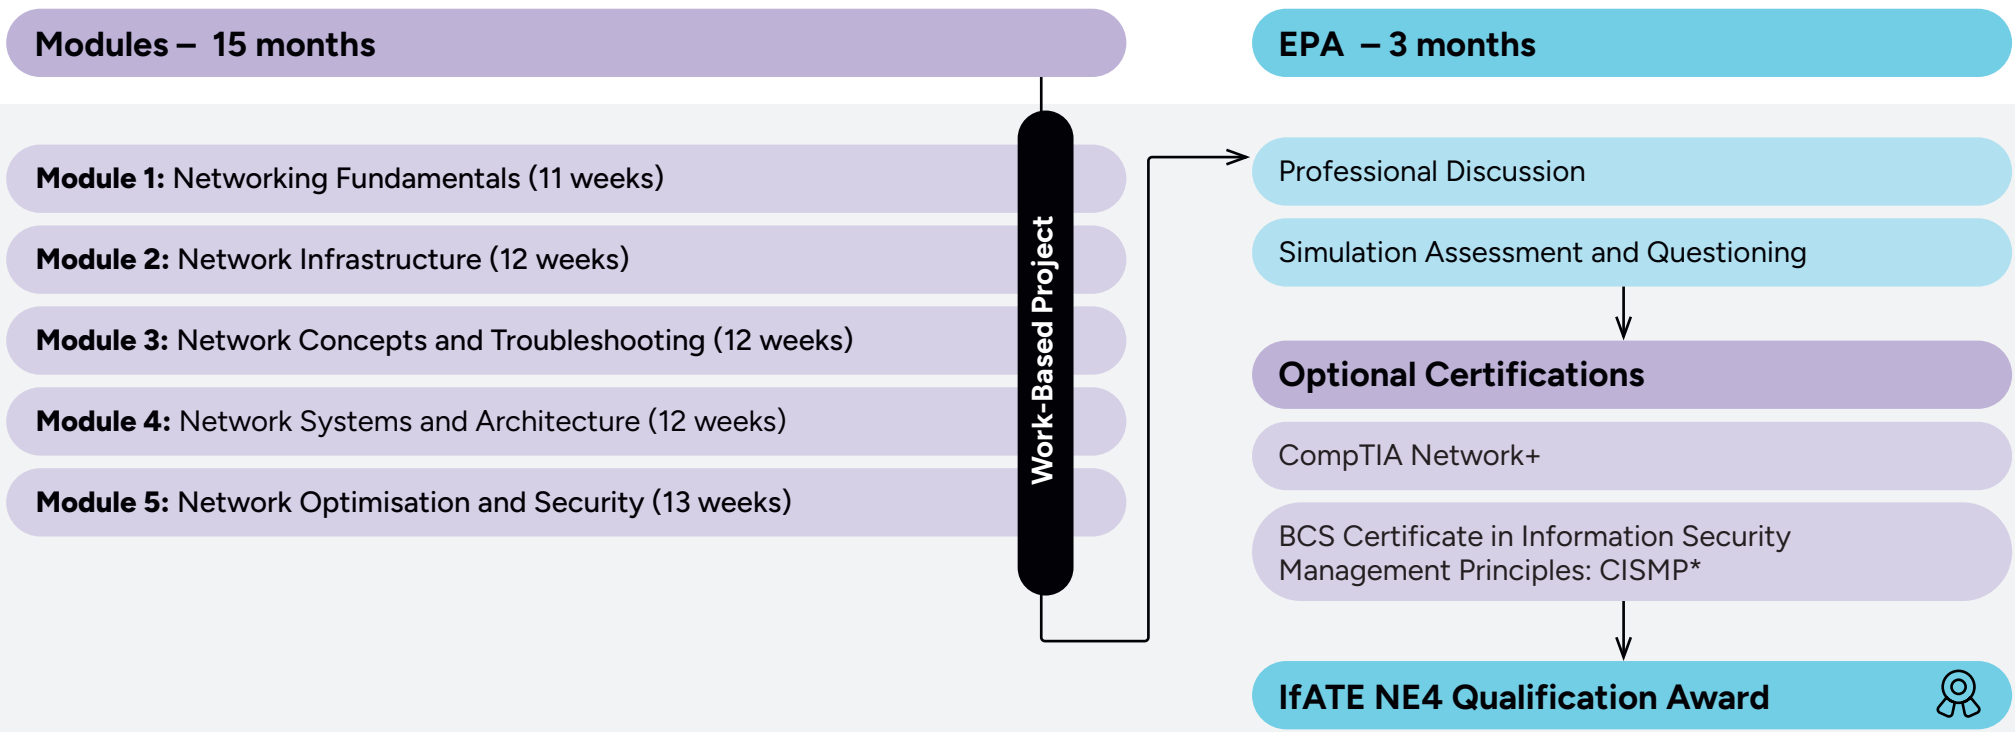 Modules – 15 months
Module 1: Networking Fundamentals (11 weeks)
Module 2: Network Infrastructure (12 weeks)
Module 3: Network Concepts and Troubleshooting (12 weeks)
Module 4: Network Systems and Architecture (12 weeks)
Module 5: Network Optimisation and Security (13 weeks)
Work-Based Project
EPA – 3 months
Professional Discussion
Simulation Assessment and Questioning
Optional Certifications
CompTIA Network+
BCS Certificate in Information Security
Management Principles: CISMP*
IfATE NE4 Qualification Award